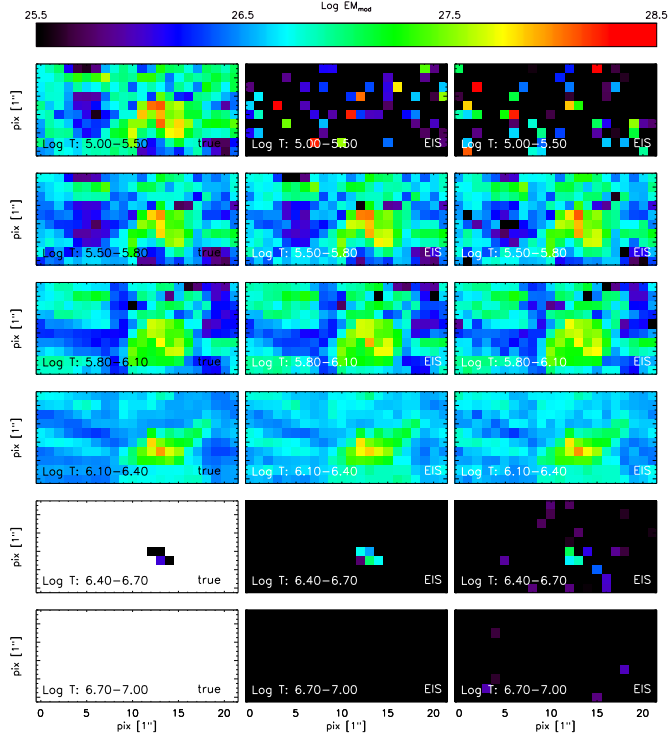 Log EMmod
25.5 26.5 27.5 28.5
pix [1"]
Log T: 5.00−5.50 true
Log T: 5.00−5.50 EIS
Log T: 5.00−5.50 EIS
pix [1"]
Log T: 5.50−5.80 true
Log T: 5.50−5.80 EIS
Log T: 5.50−5.80 EIS
pix [1"]
Log T: 5.80−6.10 true
Log T: 5.80−6.10 EIS
Log T: 5.80−6.10 EIS
pix [1"]
Log T: 6.10−6.40 true
Log T: 6.10−6.40 EIS
Log T: 6.10−6.40 EIS
pix [1"]
Log T: 6.40−6.70 true
Log T: 6.40−6.70 EIS
Log T: 6.40−6.70 EIS
pix [1"]
Log T: 6.70−7.00 true
Log T: 6.70−7.00 EIS
Log T: 6.70−7.00 EIS
0 5 10 15 20
0 5 10 15 20
0 5 10 15 20
pix [1"]
pix [1"]
pix [1"]